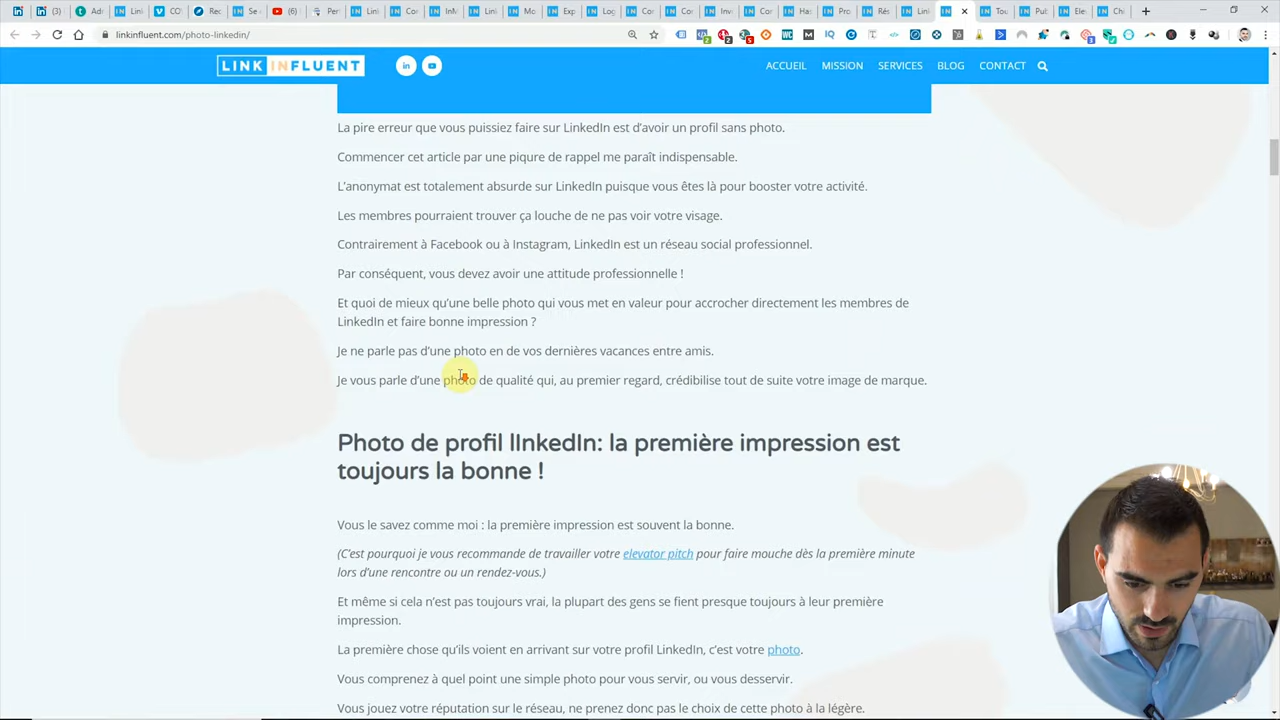 linkinfluent.com/photo-linkedin/
LINKINFLUENT
ACCUEIL MISSION SERVICES BLOG CONTACT
La pire erreur que vous puissiez faire sur LinkedIn est d'avoir un profil sans photo.
Commencer cet article par une piqure de rappel me paraît indispensable.
L'anonymat est totalement absurde sur LinkedIn puisque vous êtes là pour booster votre activité.
Les membres pourraient trouver ça louche de ne pas voir votre visage.
Contrairement à Facebook ou à Instagram, LinkedIn est un réseau social professionnel.
Par conséquent, vous devez avoir une attitude professionnelle !
Et quoi de mieux qu'une belle photo qui vous met en valeur pour accrocher directement les membres de
LinkedIn et faire bonne impression ?
Je ne parle pas d'une photo en de vos dernières vacances entre amis.
Je vous parle d'une photo de qualité qui, au premier regard, crédibilise tout de suite votre image de marque.
Photo de profil lInkedIn: la première impression est
toujours la bonne !
Vous le savez comme moi : la première impression est souvent la bonne.
(C'est pourquoi je vous recommande de travailler votre elevator pitch pour faire mouche dès la première minute
lors d'une rencontre ou un rendez-vous.)
Et même si cela n'est pas toujours vrai, la plupart des gens se fient presque toujours à leur première
impression.
La première chose qu'ils voient en arrivant sur votre profil LinkedIn, c'est votre photo.
Vous comprenez à quel point une simple photo pour vous servir, ou vous desservir.
Vous jouez votre réputation sur le réseau, ne prenez donc pas le choix de cette photo à la légère.